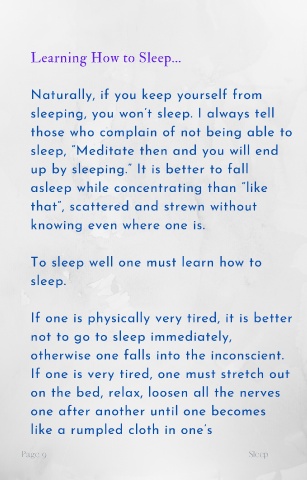 Learning How to Sleep...
Naturally, if you keep yourself from
sleeping, you won't sleep. I always tell
those who complain of not being able to
sleep, "Meditate then and you will end
up by sleeping." It is better to fall
asleep while concentrating than "like
that", scattered and strewn without
knowing even where one is.
To sleep well one must learn how to
sleep.
If one is physically very tired, it is better
not to go to sleep immediately,
otherwise one falls into the inconscient.
If one is very tired, one must stretch out
on the bed, relax, loosen all the nerves
one after another until one becomes
like a rumpled cloth in one's
Page 9
Sleep